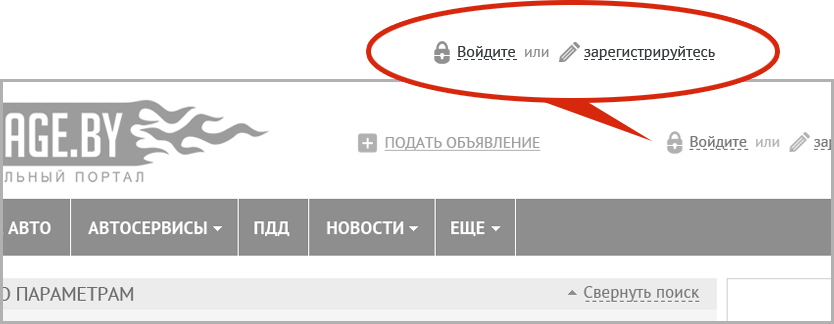 Войдите или зарегистрируйтесь
AGE.BY
ЛЬНЫЙ ПОРТАЛ
ПОДАТЬ ОБЪЯВЛЕНИЕ
Войдите или зар
АВТО АВТОСЕРВИСЫ ПДД НОВОСТИ ЕЩЕ
О ПАРАМЕТРАМ
Свернуть поиск